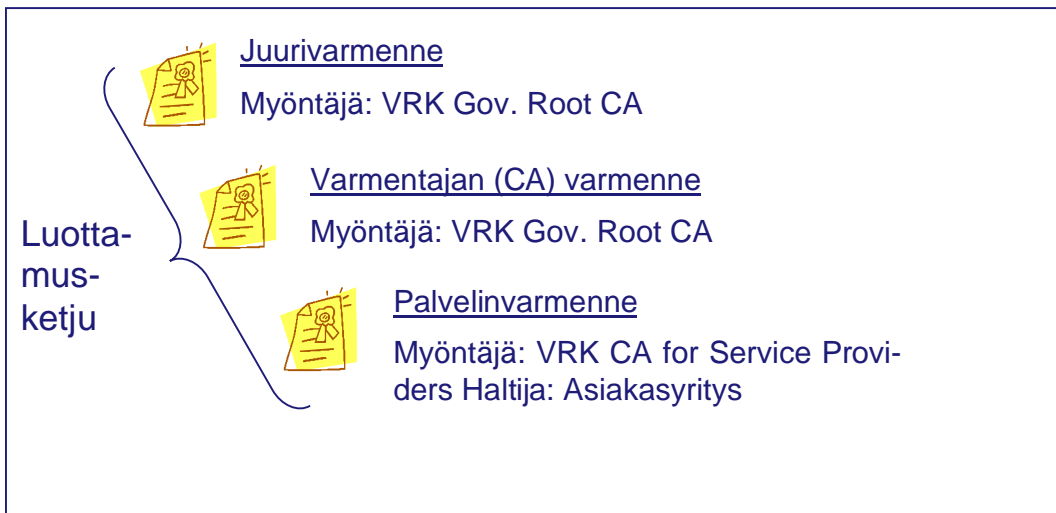 Juurivarmenne
Myöntäjä: VRK Gov. Root CA
Varmentajan (CA) varmenne
Myöntäjä: VRK Gov. Root CA
Luotta-
mus-
ketju
Palvelinvarmenne
Myöntäjä: VRK CA for Service Provi-
ders Haltija: Asiakasyritys